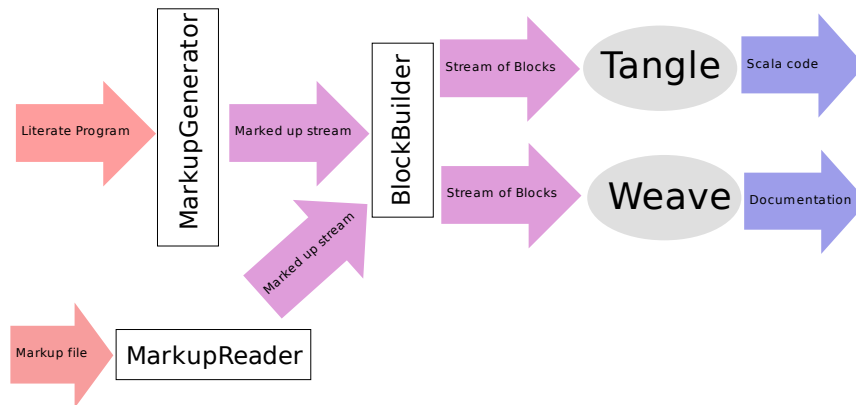 Literate Program
MarkupGenerator
Marked up stream
BlockBuilder
Stream of Blocks
Tangle
Scala code
Stream of Blocks
Weave
Documentation
Marked up stream
Markup file
MarkupReader